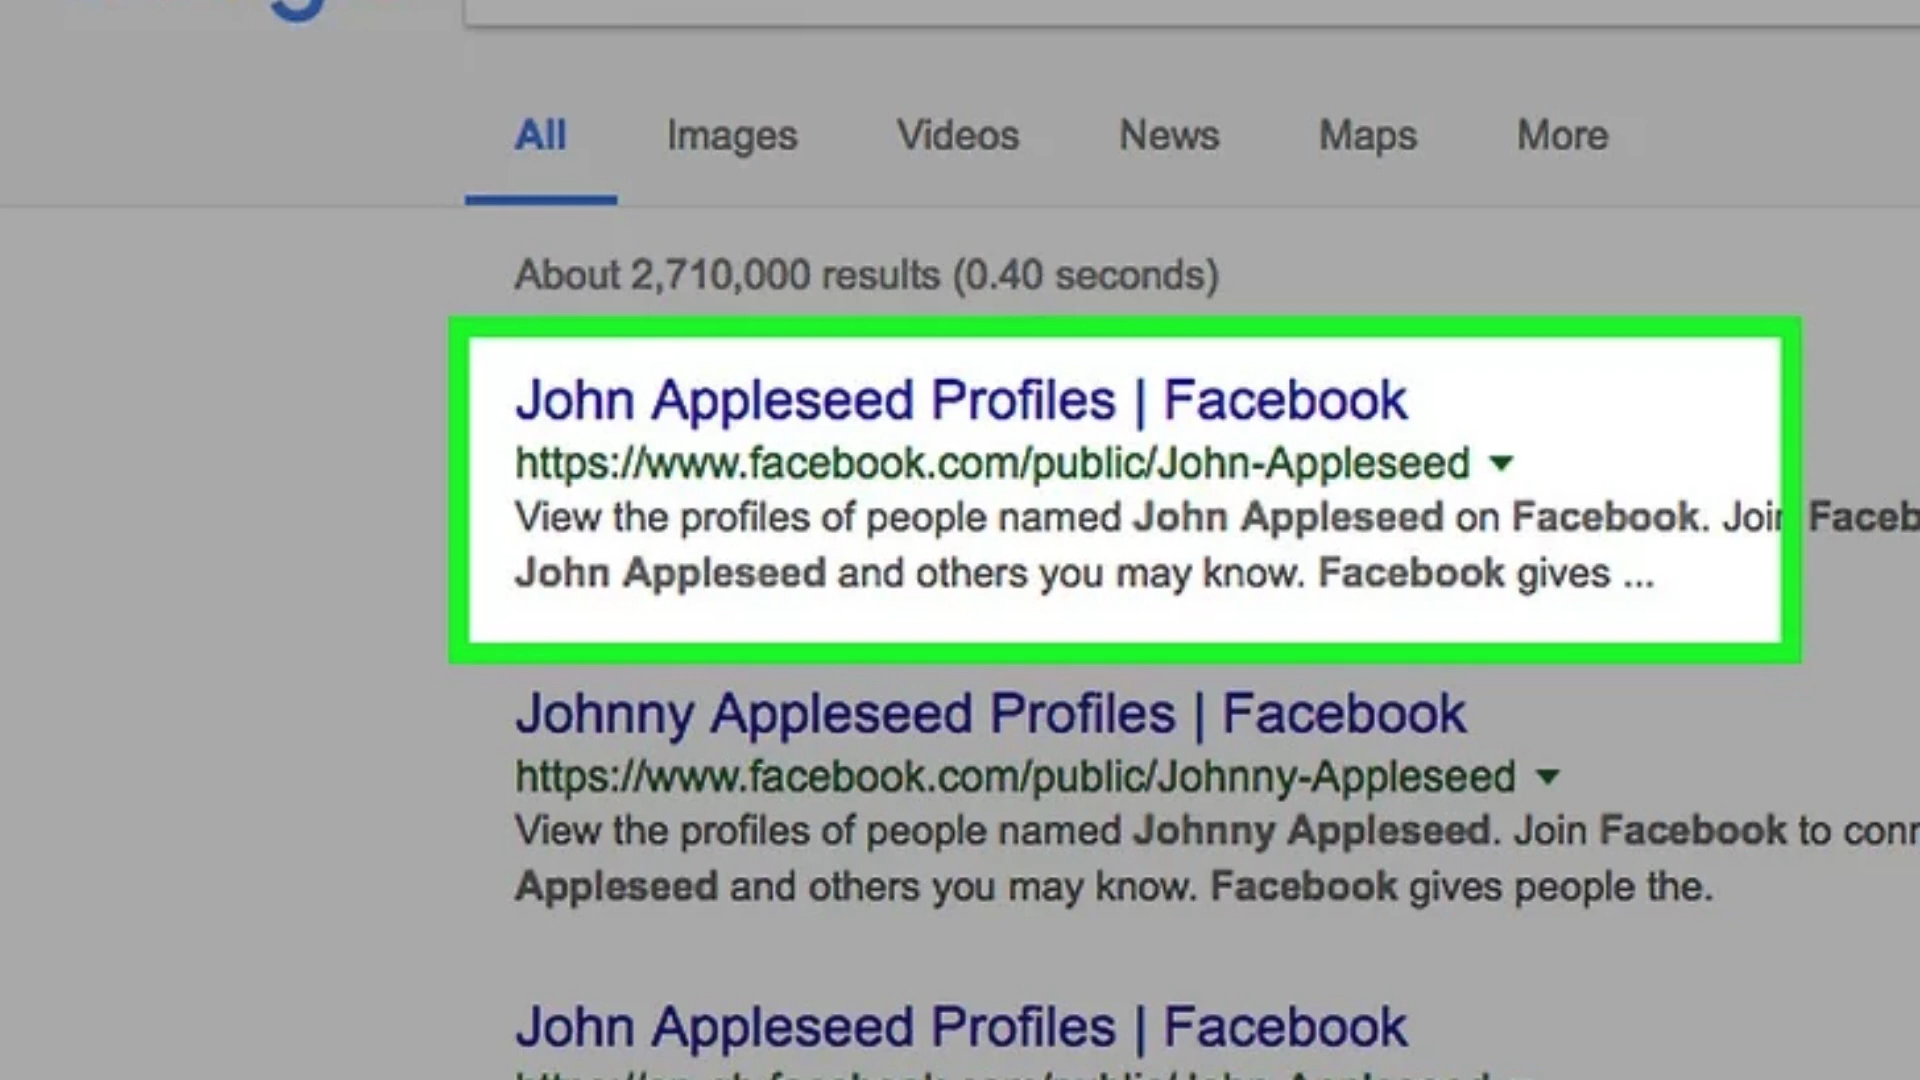 All Images Videos News Maps More
About 2,710,000 results (0.40 seconds)
John Appleseed Profiles | Facebook
https://www.facebook.com/public/John-Appleseed
View the profiles of people named John Appleseed on Facebook. Join Faceb
John Appleseed and others you may know. Facebook gives ...
Johnny Appleseed Profiles | Facebook
https://www.facebook.com/public/Johnny-Appleseed
View the profiles of people named Johnny Appleseed. Join Facebook to conn
Appleseed and others you may know. Facebook gives people the.
John Appleseed Profiles | Facebook